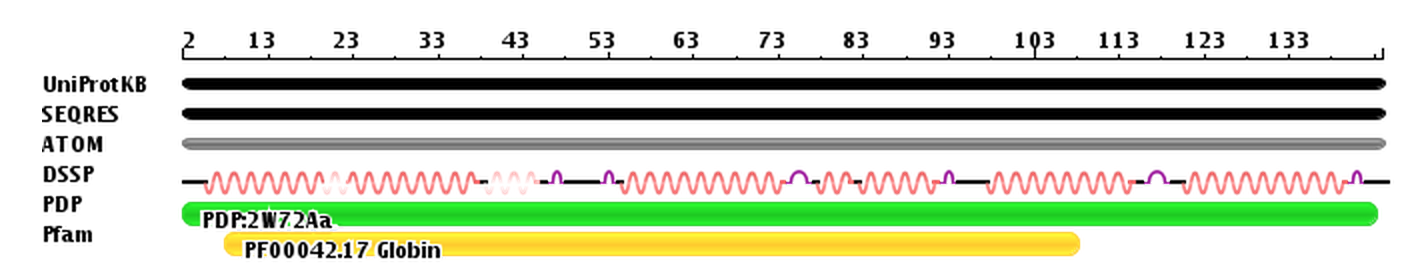 2 13 23 33 43 53 63 73 83 93 103 113 123 133
UniProtKB
SEQRES
ATOM
DSSP
PDP
PDP:2W72Aa
Pfam
PF00042.17 Globin